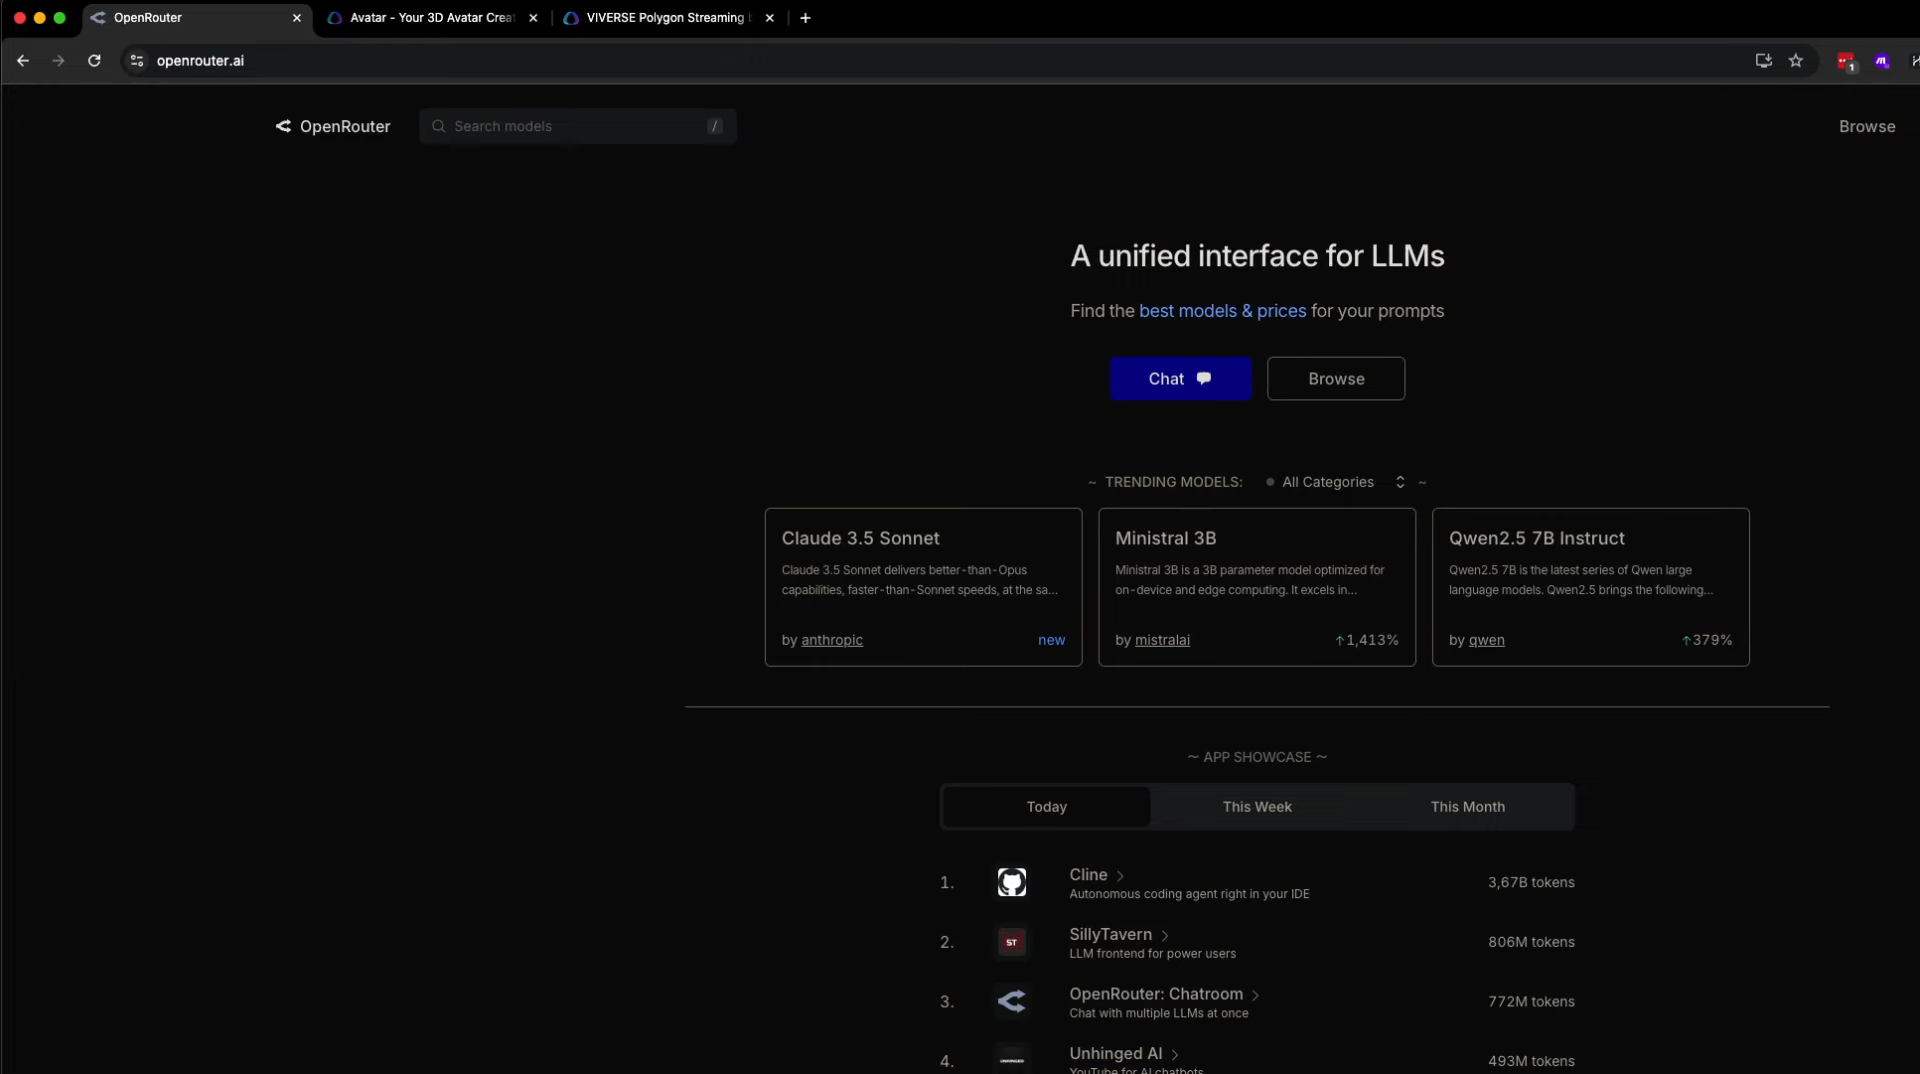 OpenRouter
Avatar - Your 3D Avatar Creat
VIVERSE Polygon Streaming
openrouter.ai
1
OpenRouter
Search models
/
Browse
A unified interface for LLMs
Find the best models & prices for your prompts
Chat
Browse
~ TRENDING MODELS: All Categories ~
Claude 3.5 Sonnet
Claude 3.5 Sonnet delivers better-than-Opus
capabilities, faster-than-Sonnet speeds, at the sa...
by anthropic
new
Ministral 3B
Ministral 3B is a 3B parameter model optimized for
on-device and edge computing. It excels in...
by mistralai
↑1,413%
Qwen2.5 7B Instruct
Qwen2.5 7B is the latest series of Qwen large
language models. Qwen2.5 brings the following...
by qwen
↑379%
~ APP SHOWCASE ~
Today
This Week
This Month
1.
Cline
Autonomous coding agent right in your IDE
3,67B tokens
2.
ST
SillyTavern
LLM frontend for power users
806M tokens
3.
OpenRouter: Chatroom
Chat with multiple LLMs at once
772M tokens
4.
UNHINGED
Unhinged AI
YouTube for AI chatbots
493M tokens